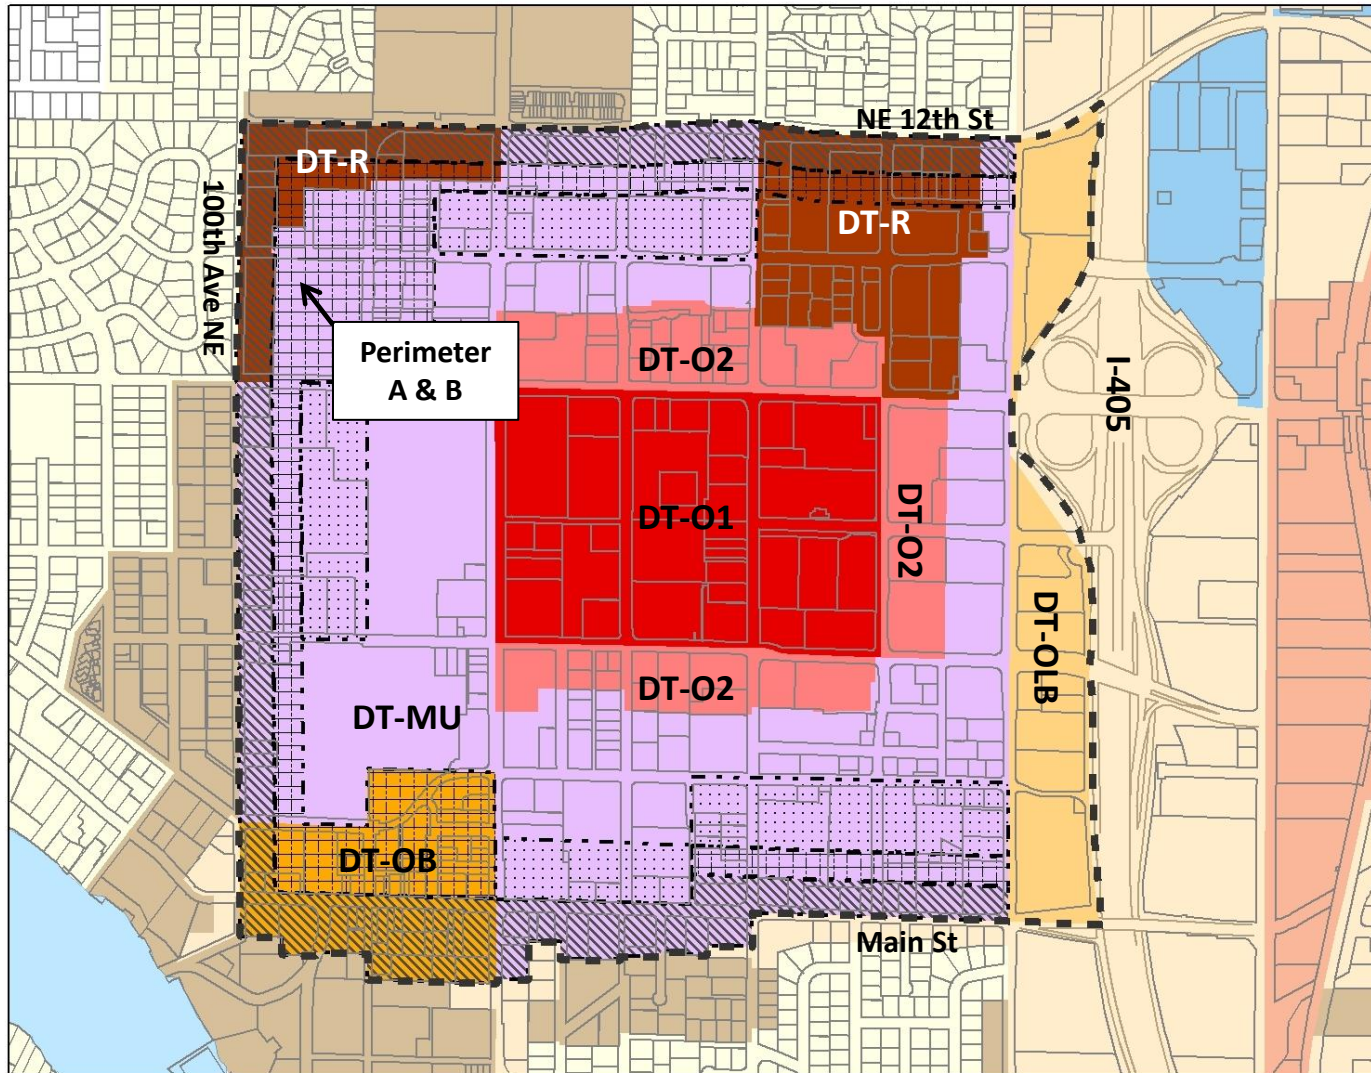 NE 12th St
DT-R
DT-R
100th Ave NE
Perimeter
A & B
DT-O2
I-405
DT-O1
DT-O2
DT-O2
DT-OLB
DT-MU
DT-OB
Main St